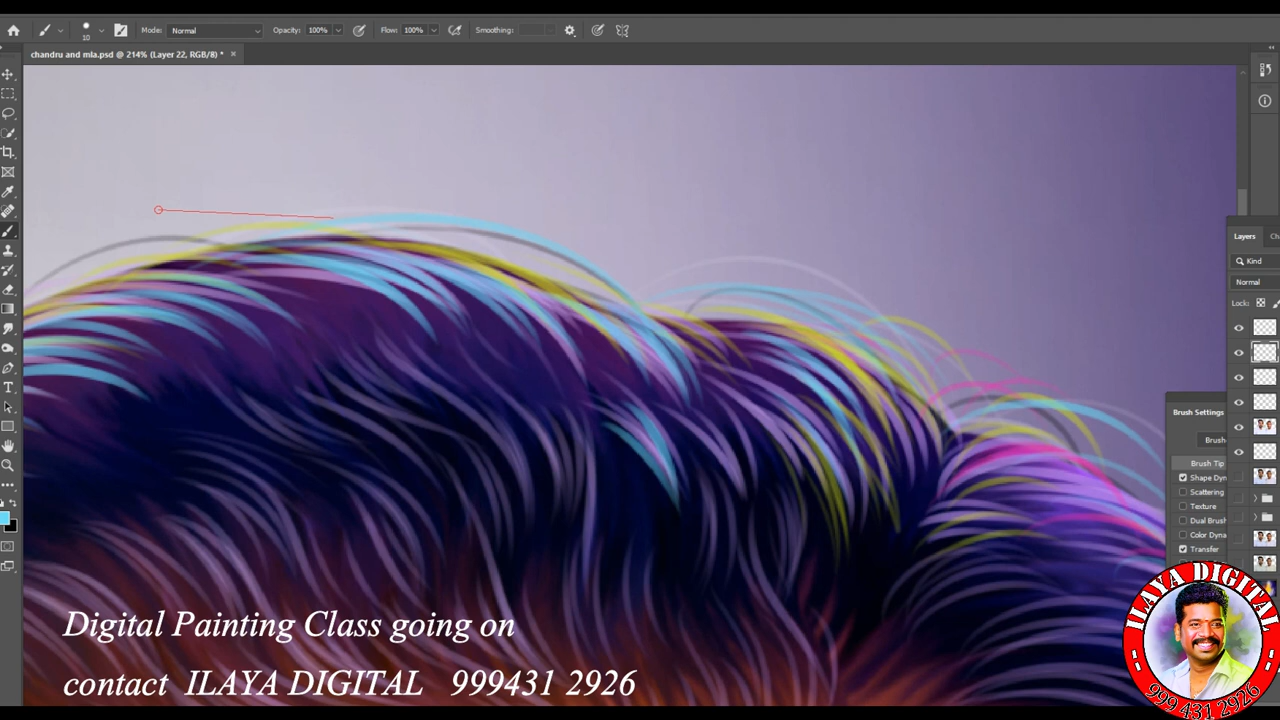 10
Mode: Normal
Opacity: 100%
Flow: 100%
Smoothing:
chandru and mla.psd @ 214% (Layer 22, RGB/8) *
Layers
Kind
Normal
Lock:
Brush Settings
Brush Tip
Shape Dyn
Scattering
Texture
Dual Brush
Color Dyna
Transfer
Digital Painting Class going on
contact ILAYA DIGITAL 999431 2926
ILAYA DIGITAL
999 431 2926